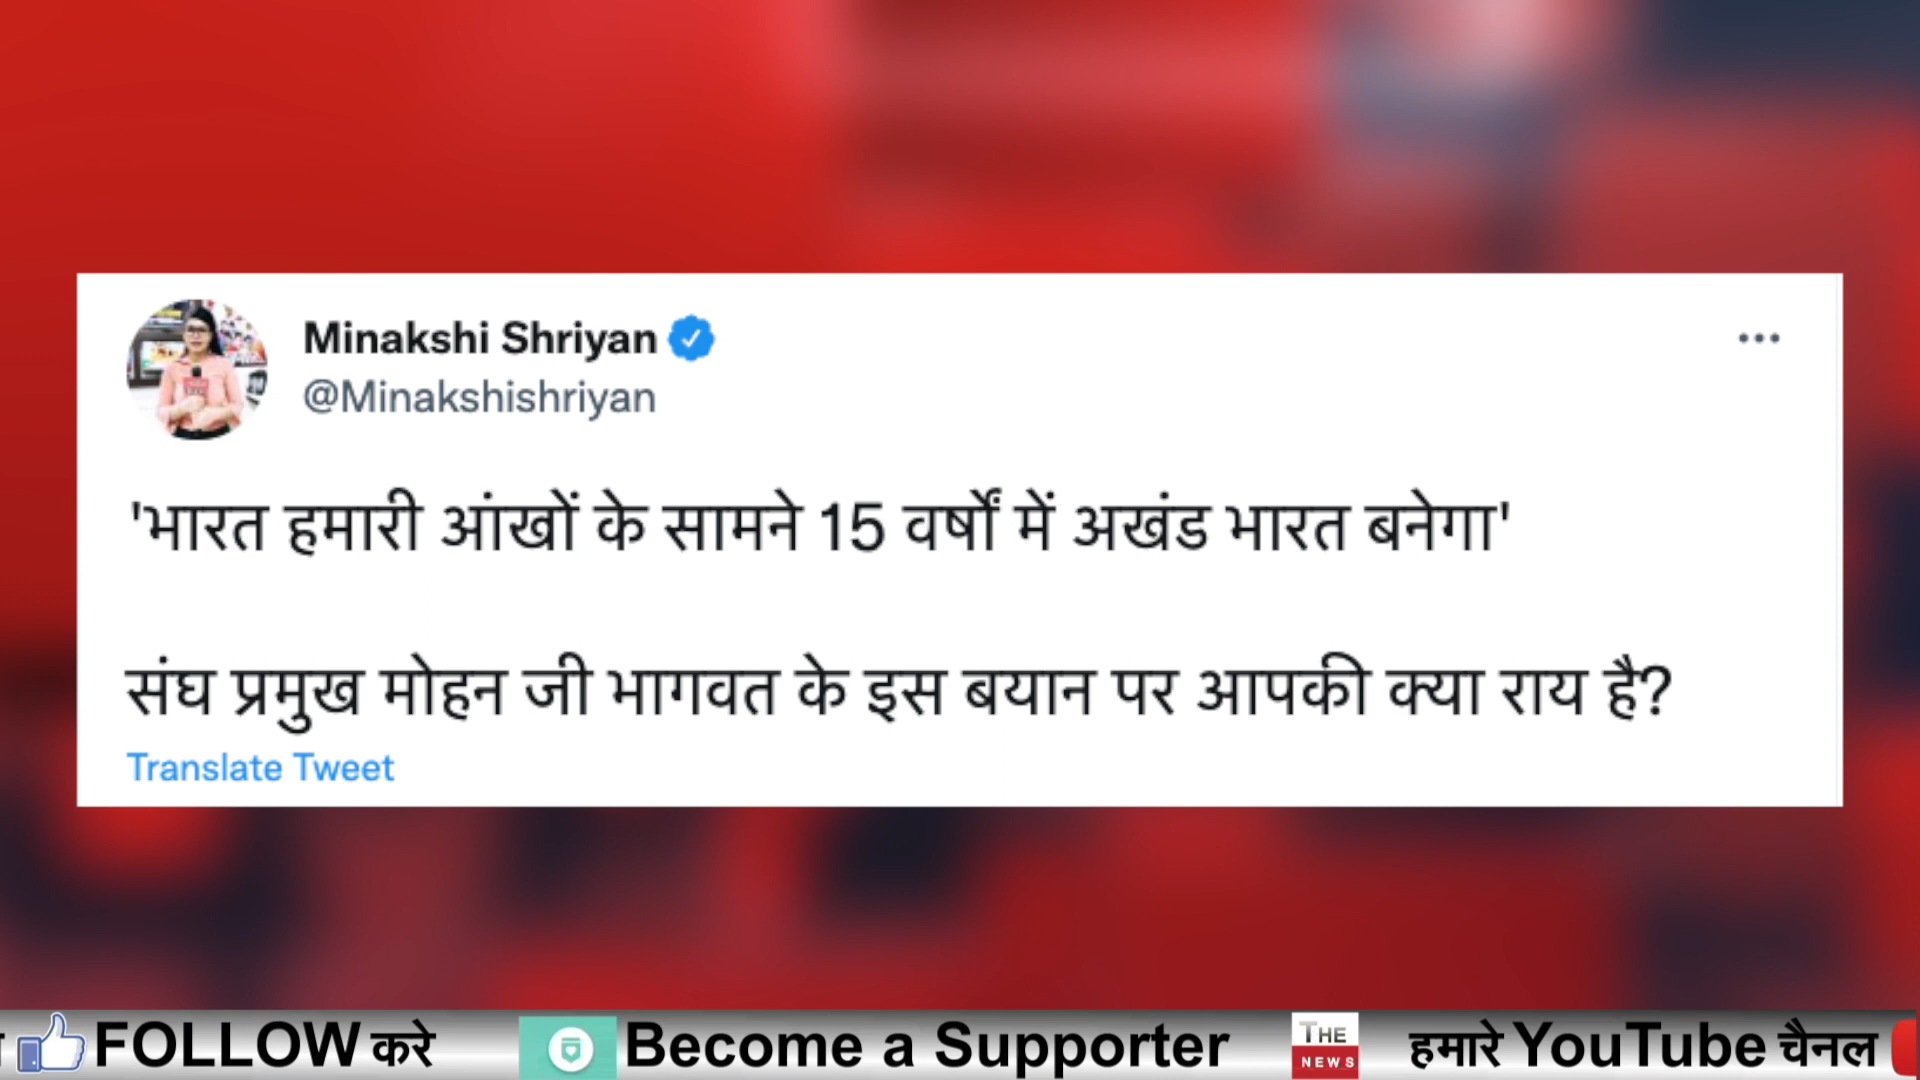 Minakshi Shriyan
@Minakshishriyan
'भारत हमारी आंखों के सामने 15 वर्षों में अखंड भारत बनेगा'
संघ प्रमुख मोहन जी भागवत के इस बयान पर आपकी क्या राय है?
Translate Tweet
FOLLOW करे Become a Supporter THE NEWS हमारे YouTube चैनल